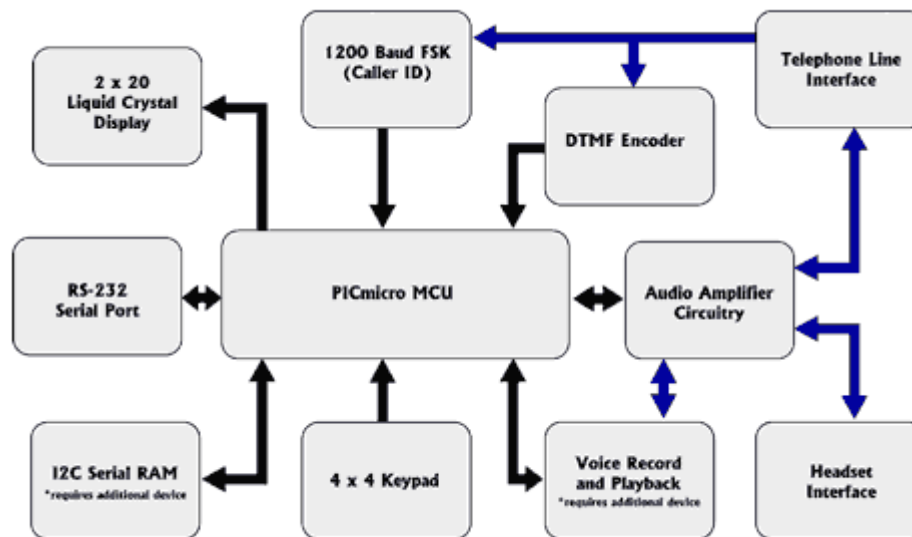 1200 Baud FSK
(Caller ID)
Telephone Line
Interface
2 x 20
Liquid Crystal
Display
DTMF Encoder
RS-232
Serial Port
PICmicro MCU
Audio Amplifier
Circuitry
I2C Serial RAM
*requires additional device
4 x 4 Keypad
Voice Record
and Playback
*requires additional device
Headset
Interface